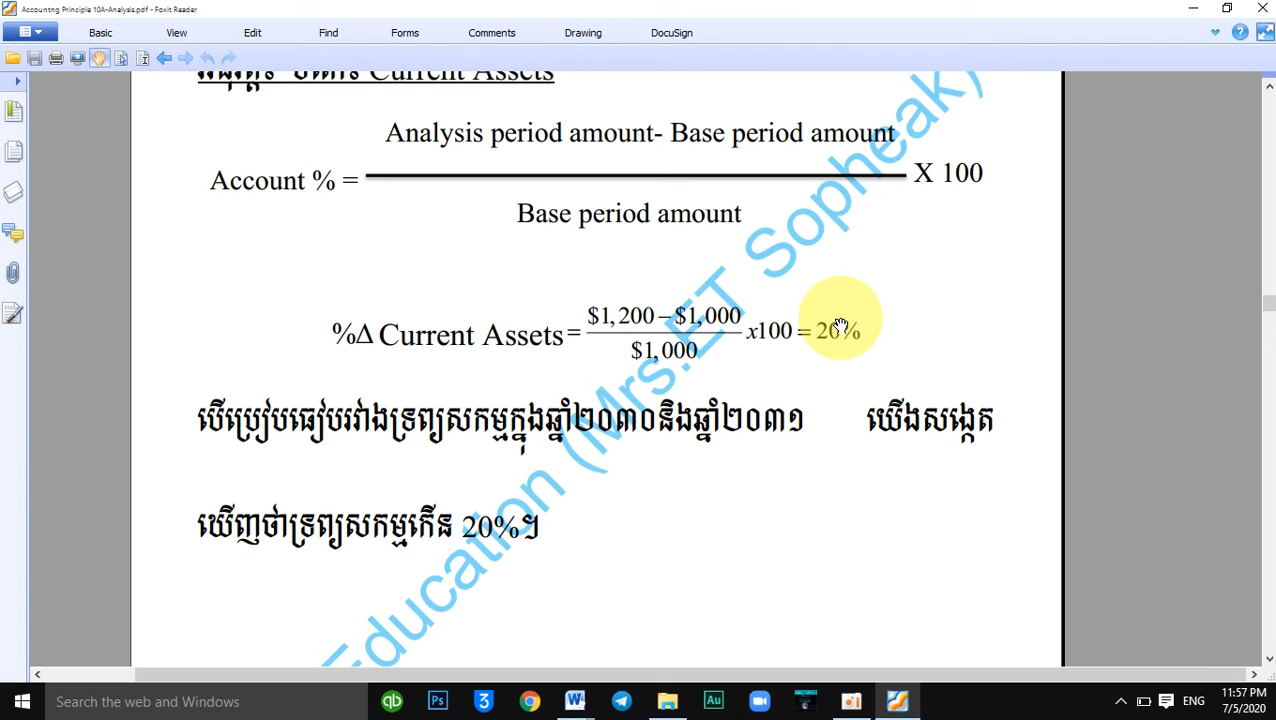 Accountng Principle 10A-Analysis.pdf - Foxit Reader
Basic View Edit Find Forms Comments Drawing DocuSign
Current Assets
Analysis period amount- Base period amount
Account % = X 100
Base period amount
$1,200 – $1,000
%Δ Current Assets = x100 = 20%
$1,000
បើប្រៀបធៀបរវាងទ្រព្យសកម្មក្នុងឆ្នាំ២០៣០និងឆ្នាំ២០៣១ យើងសង្កេត
ឃើញថាទ្រព្យសកម្មកើន 20%។
Education (Mrs.ET Sopheak)
Search the web and Windows
ENG
11:57 PM
7/5/2020